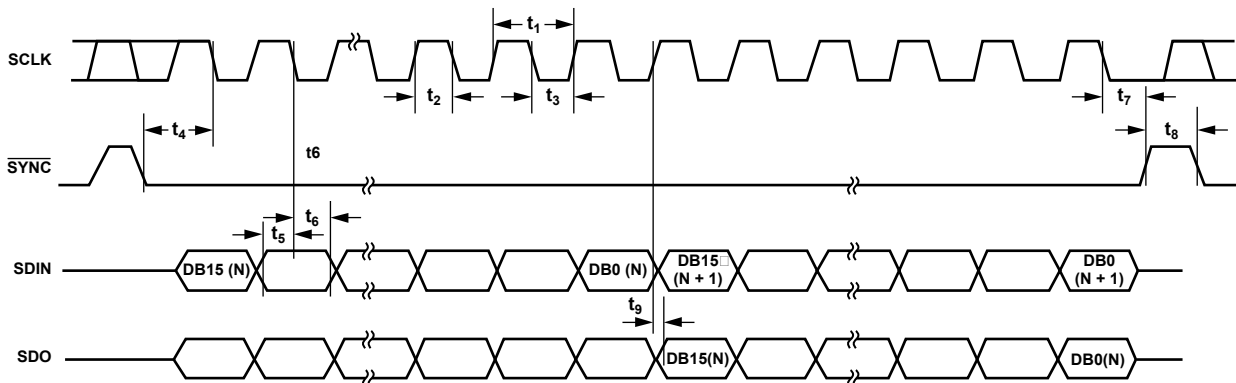 t1
SCLK
t2
t3
t7
t4
t8
SYNC
t6
t6
t5
SDIN
DB15 (N)
DB0 (N)
DB15□
(N + 1)
DB0
(N + 1)
t9
SDO
DB15(N)
DB0(N)